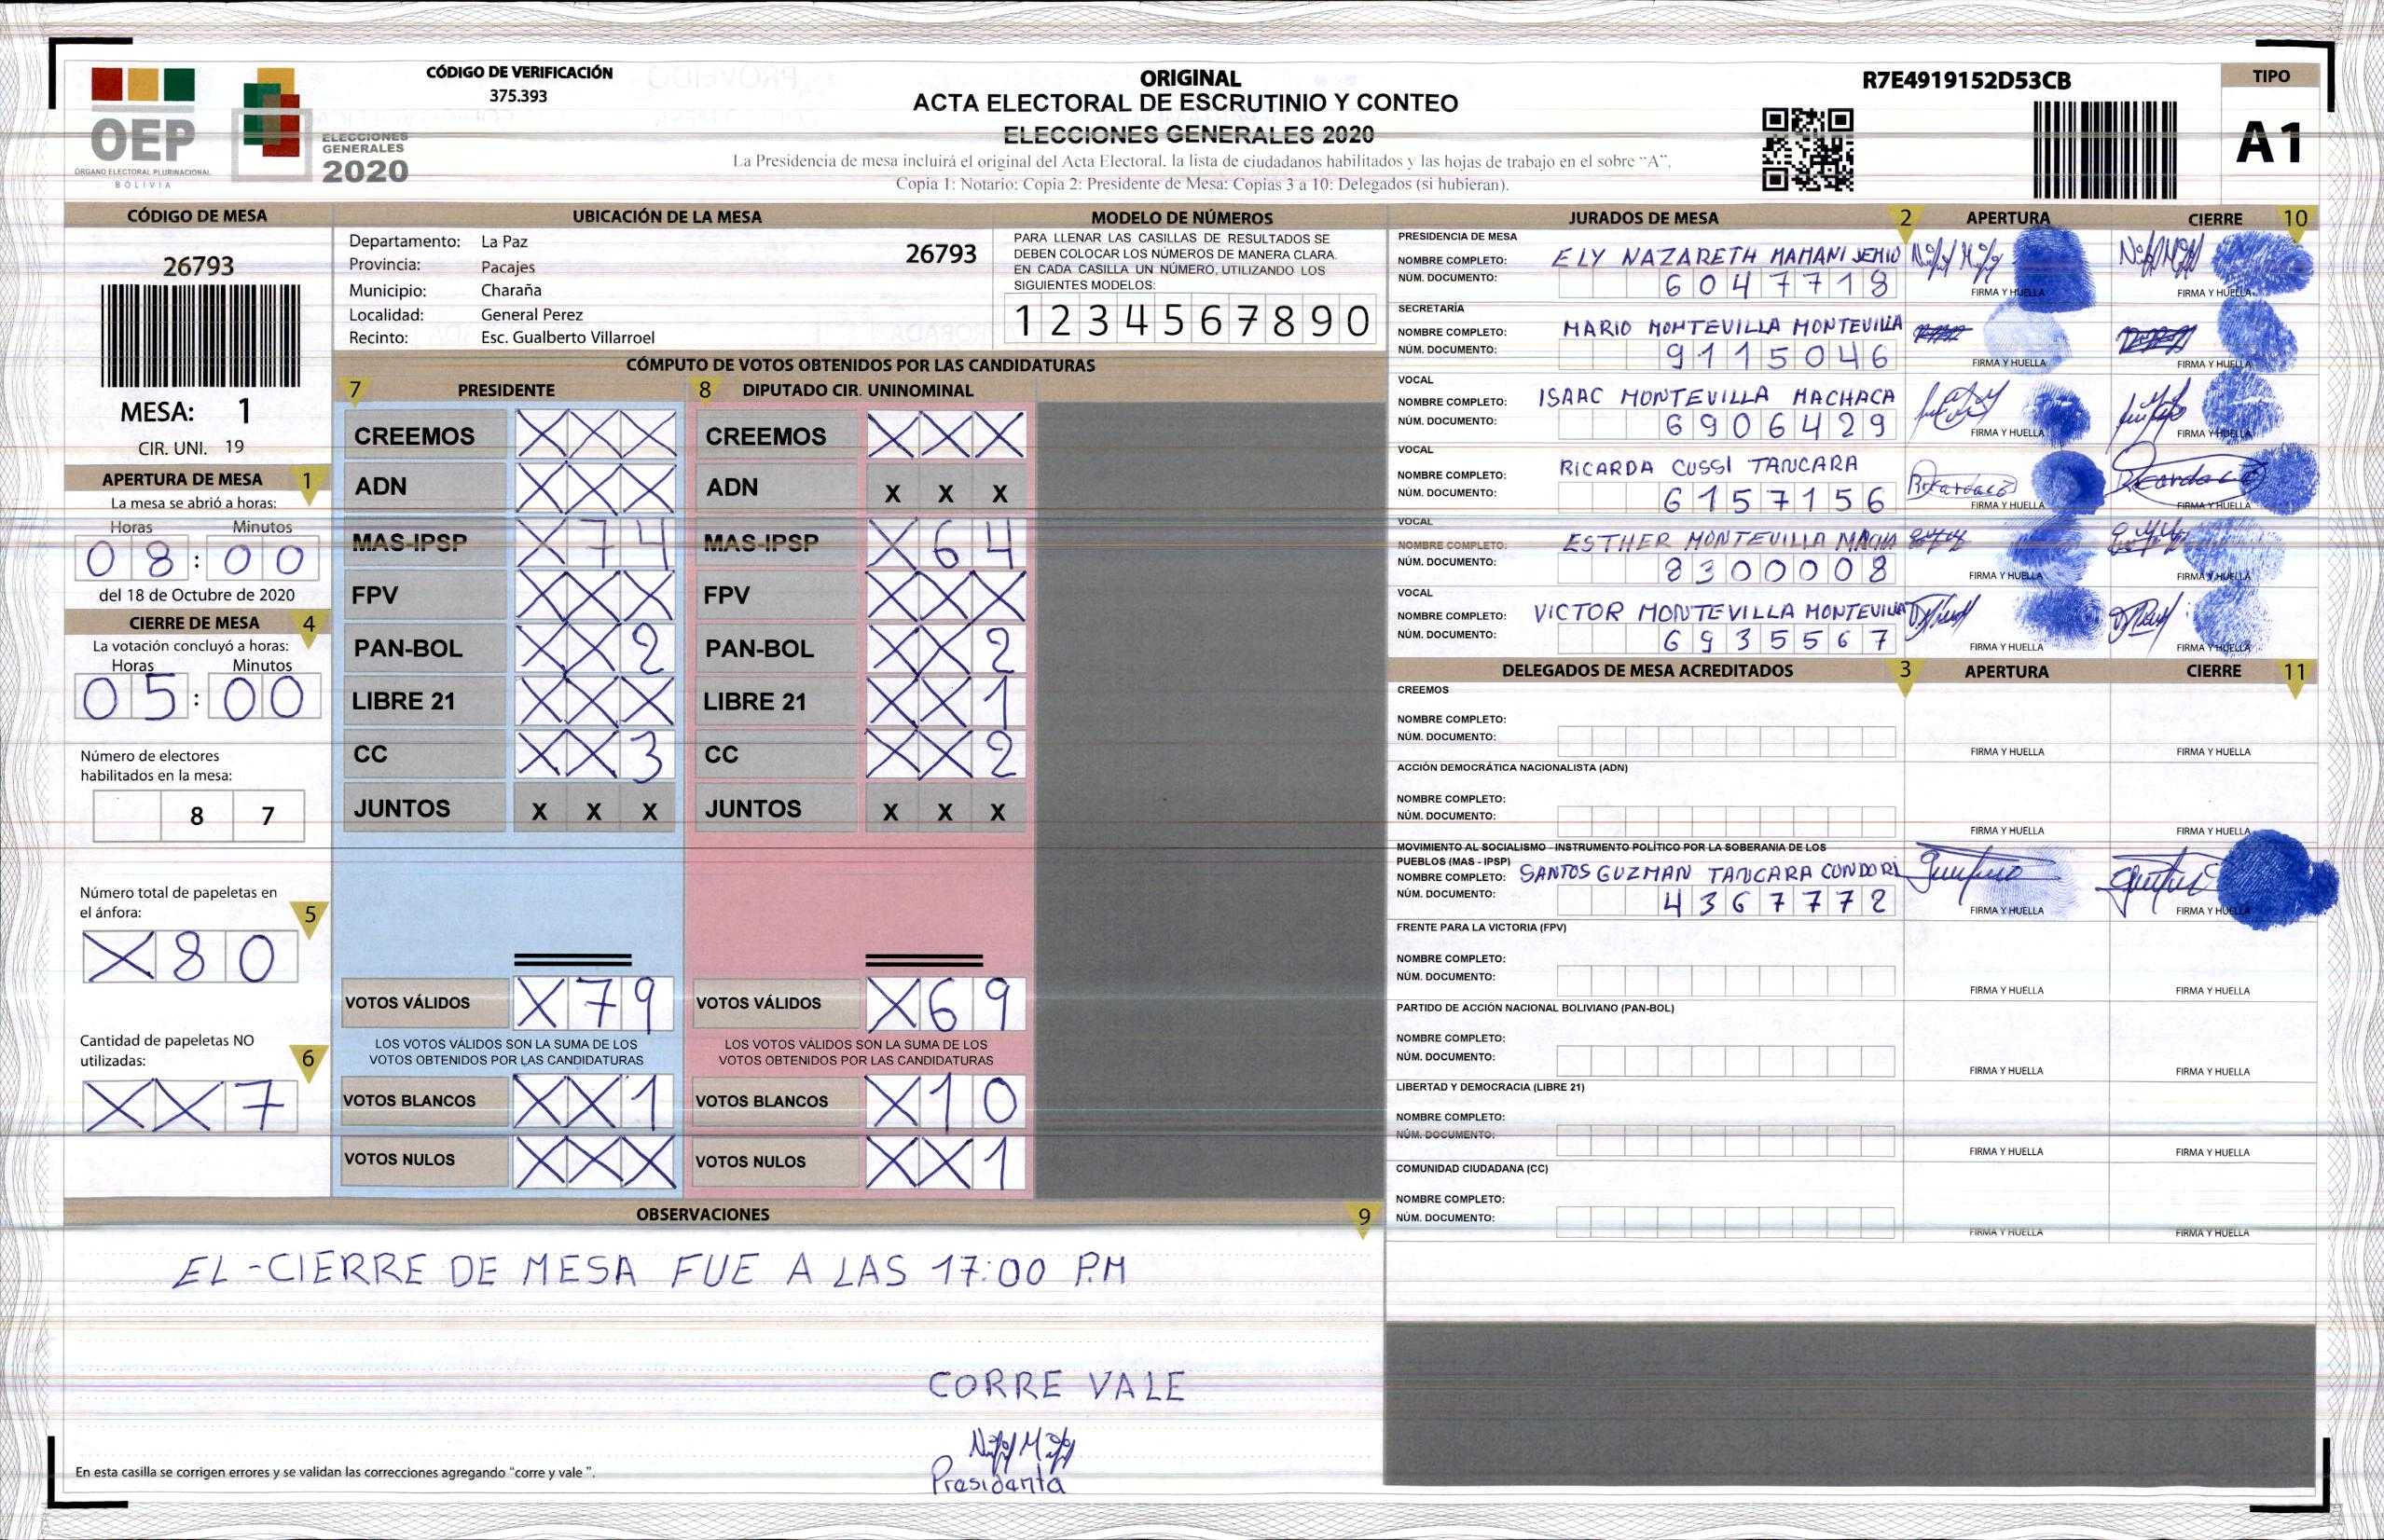 CÓDIGO DE VERIFICACIÓN
375.393
ORIGINAL
ACTA ELECTORAL DE ESCRUTINIO Y CONTEO
ELECCIONES GENERALES 2020
La Presidencia de mesa incluirá el original del Acta Electoral, la lista de ciudadanos habilitados y las hojas de trabajo en el sobre "A".
Copia 1: Notario; Copia 2: Presidente de Mesa; Copias 3 a 10: Delegados (si hubieran).
R7E4919152D53CB
TIPO
A1
OEP
ÓRGANO ELECTORAL PLURINACIONAL
BOLIVIA
ELECCIONES
GENERALES
2020
CÓDIGO DE MESA
26793
MESA: 1
CIR. UNI. 19
APERTURA DE MESA 1
La mesa se abrió a horas:
Horas Minutos
08:00
del 18 de Octubre de 2020
CIERRE DE MESA 4
La votación concluyó a horas:
Horas Minutos
05:00
Número de electores
habilitados en la mesa:
8 7
Número total de papeletas en
el ánfora: 5
X 8 0
Cantidad de papeletas NO
utilizadas: 6
X X 7
UBICACIÓN DE LA MESA
Departamento: La Paz
26793
Provincia: Pacajes
Municipio: Charaña
Localidad: General Perez
Recinto: Esc. Gualberto Villarroel
MODELO DE NÚMEROS
PARA LLENAR LAS CASILLAS DE RESULTADOS SE
DEBEN COLOCAR LOS NÚMEROS DE MANERA CLARA.
EN CADA CASILLA UN NÚMERO, UTILIZANDO LOS
SIGUIENTES MODELOS:
1 2 3 4 5 6 7 8 9 0
CÓMPUTO DE VOTOS OBTENIDOS POR LAS CANDIDATURAS
7 PRESIDENTE
CREEMOS X X X
ADN X X X
MAS-IPSP X 7 4
FPV X X X
PAN-BOL X X 2
LIBRE 21 X X X
CC X X 3
JUNTOS X X X
VOTOS VÁLIDOS X 7 9
LOS VOTOS VÁLIDOS SON LA SUMA DE LOS
VOTOS OBTENIDOS POR LAS CANDIDATURAS
VOTOS BLANCOS X X 1
VOTOS NULOS X X X
8 DIPUTADO CIR. UNINOMINAL
CREEMOS X X X
ADN X X X
MAS-IPSP X 6 4
FPV X X X
PAN-BOL X X 2
LIBRE 21 X X 1
CC X X 2
JUNTOS X X X
VOTOS VÁLIDOS X 6 9
LOS VOTOS VÁLIDOS SON LA SUMA DE LOS
VOTOS OBTENIDOS POR LAS CANDIDATURAS
VOTOS BLANCOS X 1 0
VOTOS NULOS X X 1
OBSERVACIONES 9
EL-CIERRE DE MESA FUE A LAS 17:00 P.M
CORRE VALE
Presidenta
En esta casilla se corrigen errores y se validan las correcciones agregando "corre y vale ".
JURADOS DE MESA 2 APERTURA CIERRE 10
PRESIDENCIA DE MESA
NOMBRE COMPLETO: ELY NAZARETH MAMANI JEMIO
NÚM. DOCUMENTO: 6047718
FIRMA Y HUELLA FIRMA Y HUELLA
SECRETARÍA
NOMBRE COMPLETO: MARIO MONTEVILLA MONTEVILLA
NÚM. DOCUMENTO: 9115046
FIRMA Y HUELLA FIRMA Y HUELLA
VOCAL
NOMBRE COMPLETO: ISAAC MONTEVILLA MACHACA
NÚM. DOCUMENTO: 6906429
FIRMA Y HUELLA FIRMA Y HUELLA
VOCAL
NOMBRE COMPLETO: RICARDA CUSSI TANCARA
NÚM. DOCUMENTO: 6157156
FIRMA Y HUELLA FIRMA Y HUELLA
VOCAL
NOMBRE COMPLETO: ESTHER MONTEVILLA MACHA
NÚM. DOCUMENTO: 8300008
FIRMA Y HUELLA FIRMA Y HUELLA
VOCAL
NOMBRE COMPLETO: VICTOR MONTEVILLA MONTEVILLA
NÚM. DOCUMENTO: 6935567
FIRMA Y HUELLA FIRMA Y HUELLA
DELEGADOS DE MESA ACREDITADOS 3 APERTURA CIERRE 11
CREEMOS
NOMBRE COMPLETO:
NÚM. DOCUMENTO:
FIRMA Y HUELLA FIRMA Y HUELLA
ACCIÓN DEMOCRÁTICA NACIONALISTA (ADN)
NOMBRE COMPLETO:
NÚM. DOCUMENTO:
FIRMA Y HUELLA FIRMA Y HUELLA
MOVIMIENTO AL SOCIALISMO - INSTRUMENTO POLÍTICO POR LA SOBERANIA DE LOS
PUEBLOS (MAS - IPSP)
NOMBRE COMPLETO: SANTOS GUZMAN TANCARA CONDORI
NÚM. DOCUMENTO: 4367772
FIRMA Y HUELLA FIRMA Y HUELLA
FRENTE PARA LA VICTORIA (FPV)
NOMBRE COMPLETO:
NÚM. DOCUMENTO:
FIRMA Y HUELLA FIRMA Y HUELLA
PARTIDO DE ACCIÓN NACIONAL BOLIVIANO (PAN-BOL)
NOMBRE COMPLETO:
NÚM. DOCUMENTO:
FIRMA Y HUELLA FIRMA Y HUELLA
LIBERTAD Y DEMOCRACIA (LIBRE 21)
NOMBRE COMPLETO:
NÚM. DOCUMENTO:
FIRMA Y HUELLA FIRMA Y HUELLA
COMUNIDAD CIUDADANA (CC)
NOMBRE COMPLETO:
NÚM. DOCUMENTO:
FIRMA Y HUELLA FIRMA Y HUELLA